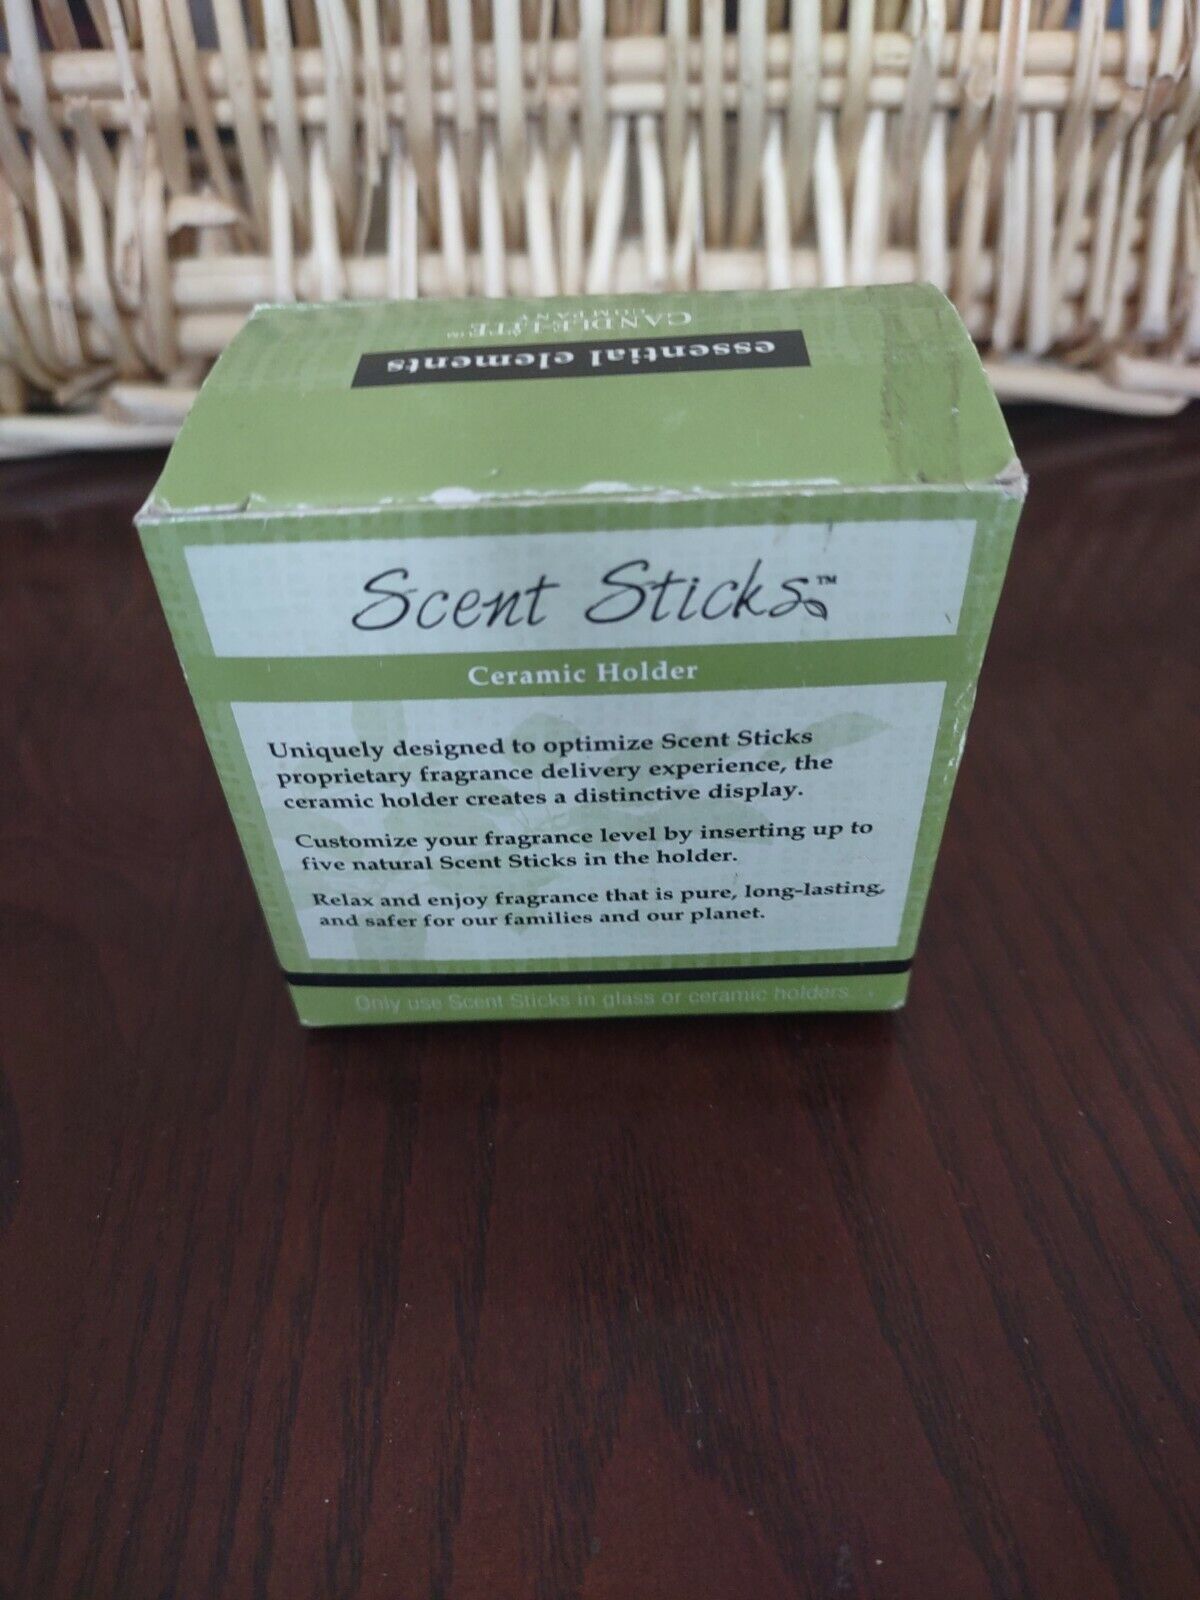 CANDLE-LITE™
COMPANY
essential elements
Scent Sticks™
Ceramic Holder
Uniquely designed to optimize Scent Sticks
proprietary fragrance delivery experience, the
ceramic holder creates a distinctive display.
Customize your fragrance level by inserting up to
five natural Scent Sticks in the holder.
Relax and enjoy fragrance that is pure, long-lasting,
and safer for our families and our planet.
Only use Scent Sticks in glass or ceramic holders.